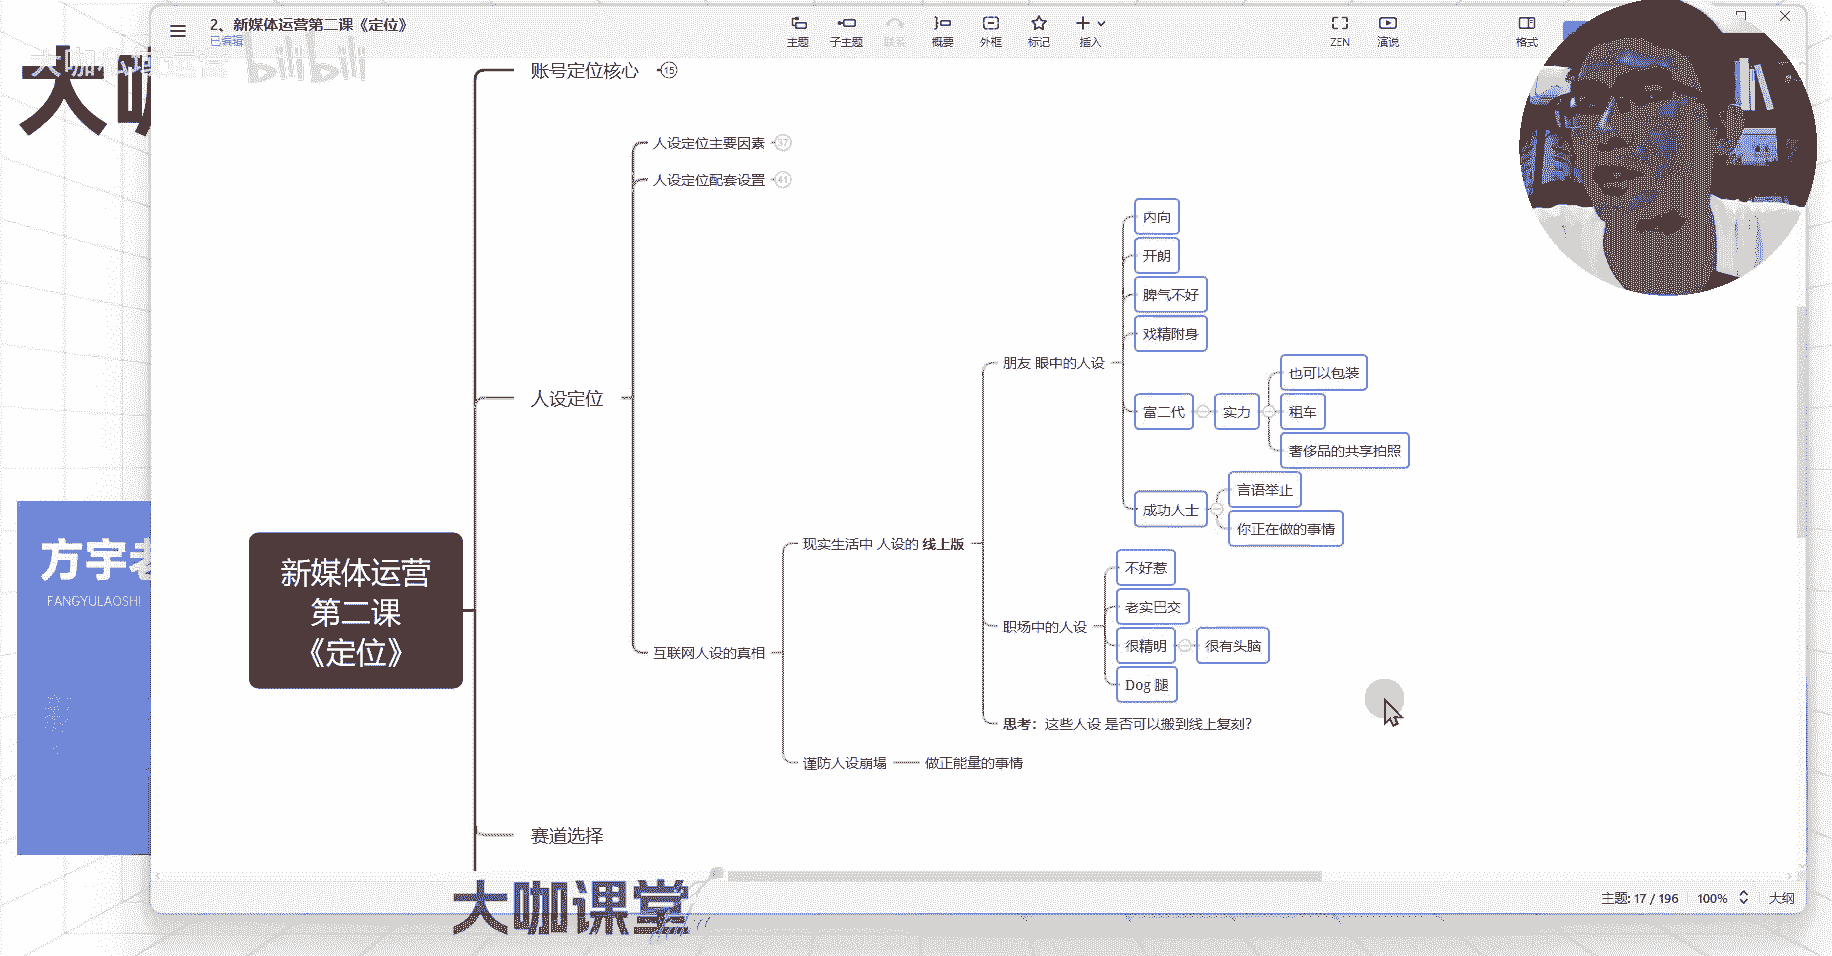 2、新媒体运营第二课《定位》
已编辑
主题
子主题
联系
概要
外框
标记
插入
ZEN
演说
格式
bilibili
大咖
账号定位核心
15
人设定位主要因素
37
人设定位配套设置
41
内向
开朗
脾气不好
戏精附身
朋友 眼中的人设
也可以包装
富二代
实力
租车
奢侈品的共享拍照
人设定位
言语举止
成功人士
你正在做的事情
现实生活中 人设的 线上版
不好惹
老实巴交
职场中的人设
很精明
很有头脑
Dog 腿
互联网人设的真相
思考：这些人设 是否可以搬到线上复刻？
谨防人设崩塌
做正能量的事情
新媒体运营
第二课
《定位》
方宇老
FANGYULAOSHI
赛道选择
大咖课堂
主题: 17 / 196
100%
大纲